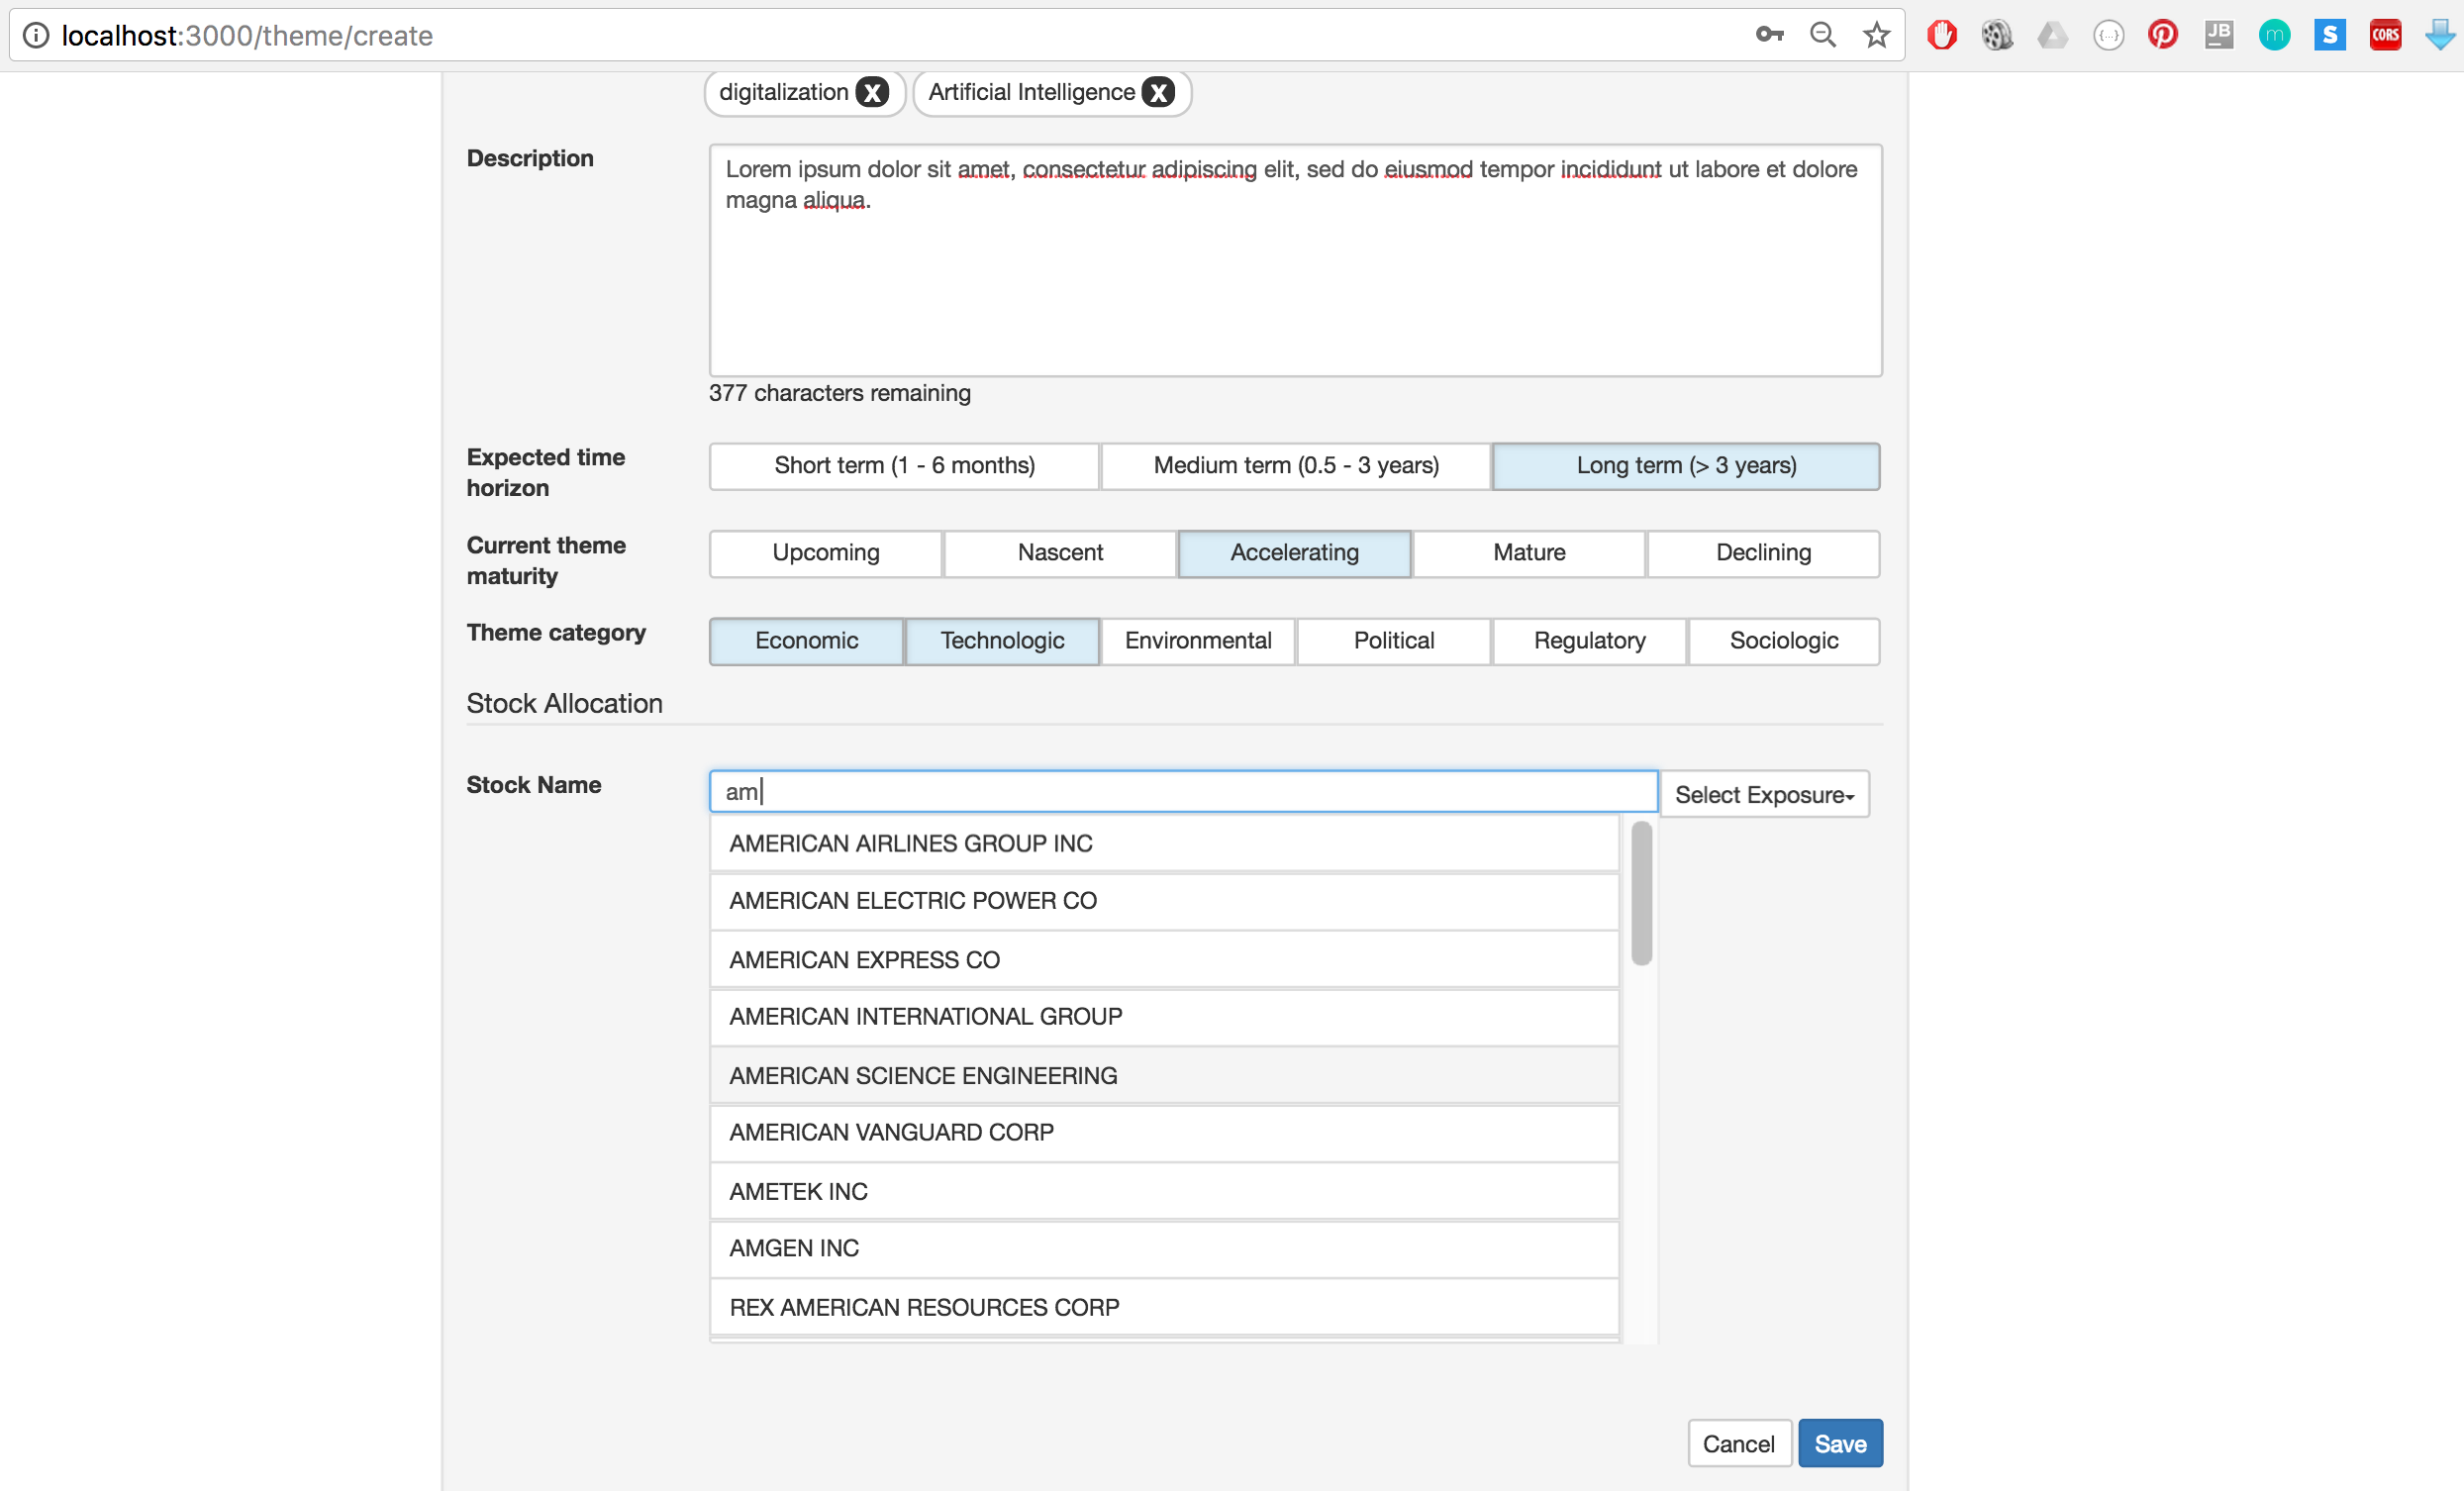 localhost:3000/theme/create
JB
m
S
CORS
digitalization X Artificial Intelligence X
Description
Lorem ipsum dolor sit amet, consectetur adipiscing elit, sed do eiusmod tempor incididunt ut labore et dolore
magna aliqua.
377 characters remaining
Expected time
horizon
Short term (1 - 6 months) Medium term (0.5 - 3 years) Long term (> 3 years)
Current theme
maturity
Upcoming Nascent Accelerating Mature Declining
Theme category
Economic Technologic Environmental Political Regulatory Sociologic
Stock Allocation
Stock Name
am
Select Exposure
AMERICAN AIRLINES GROUP INC
AMERICAN ELECTRIC POWER CO
AMERICAN EXPRESS CO
AMERICAN INTERNATIONAL GROUP
AMERICAN SCIENCE ENGINEERING
AMERICAN VANGUARD CORP
AMETEK INC
AMGEN INC
REX AMERICAN RESOURCES CORP
Cancel Save